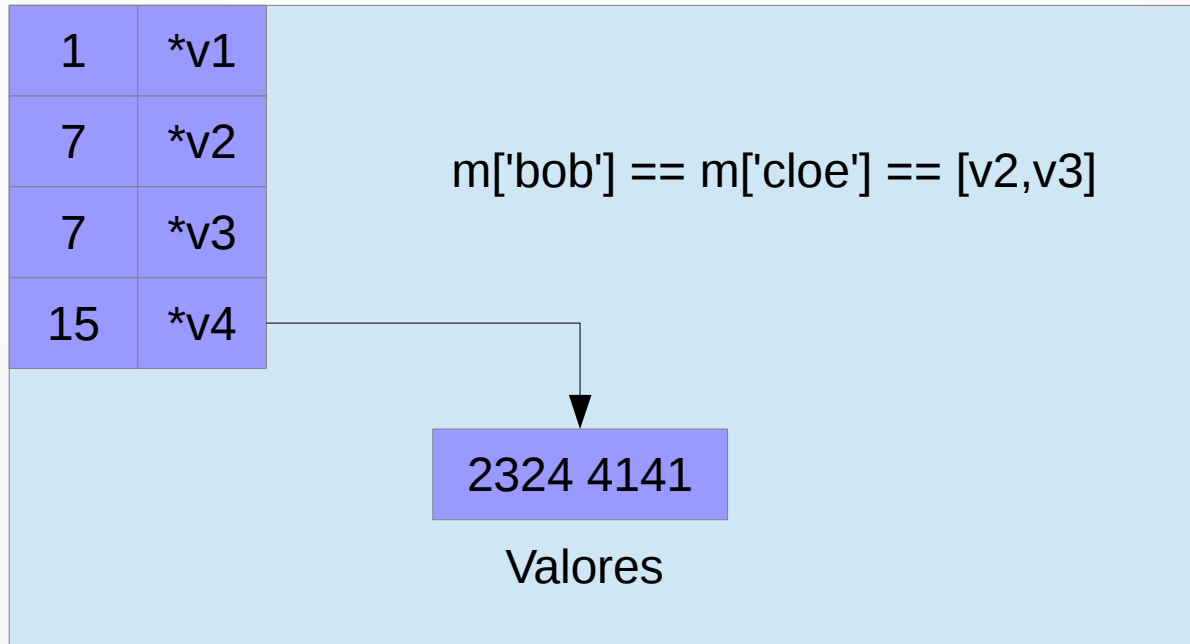 1 *v1
7 *v2
m['bob'] == m['cloe'] == [v2,v3]
7 *v3
15 *v4
2324 4141
Valores